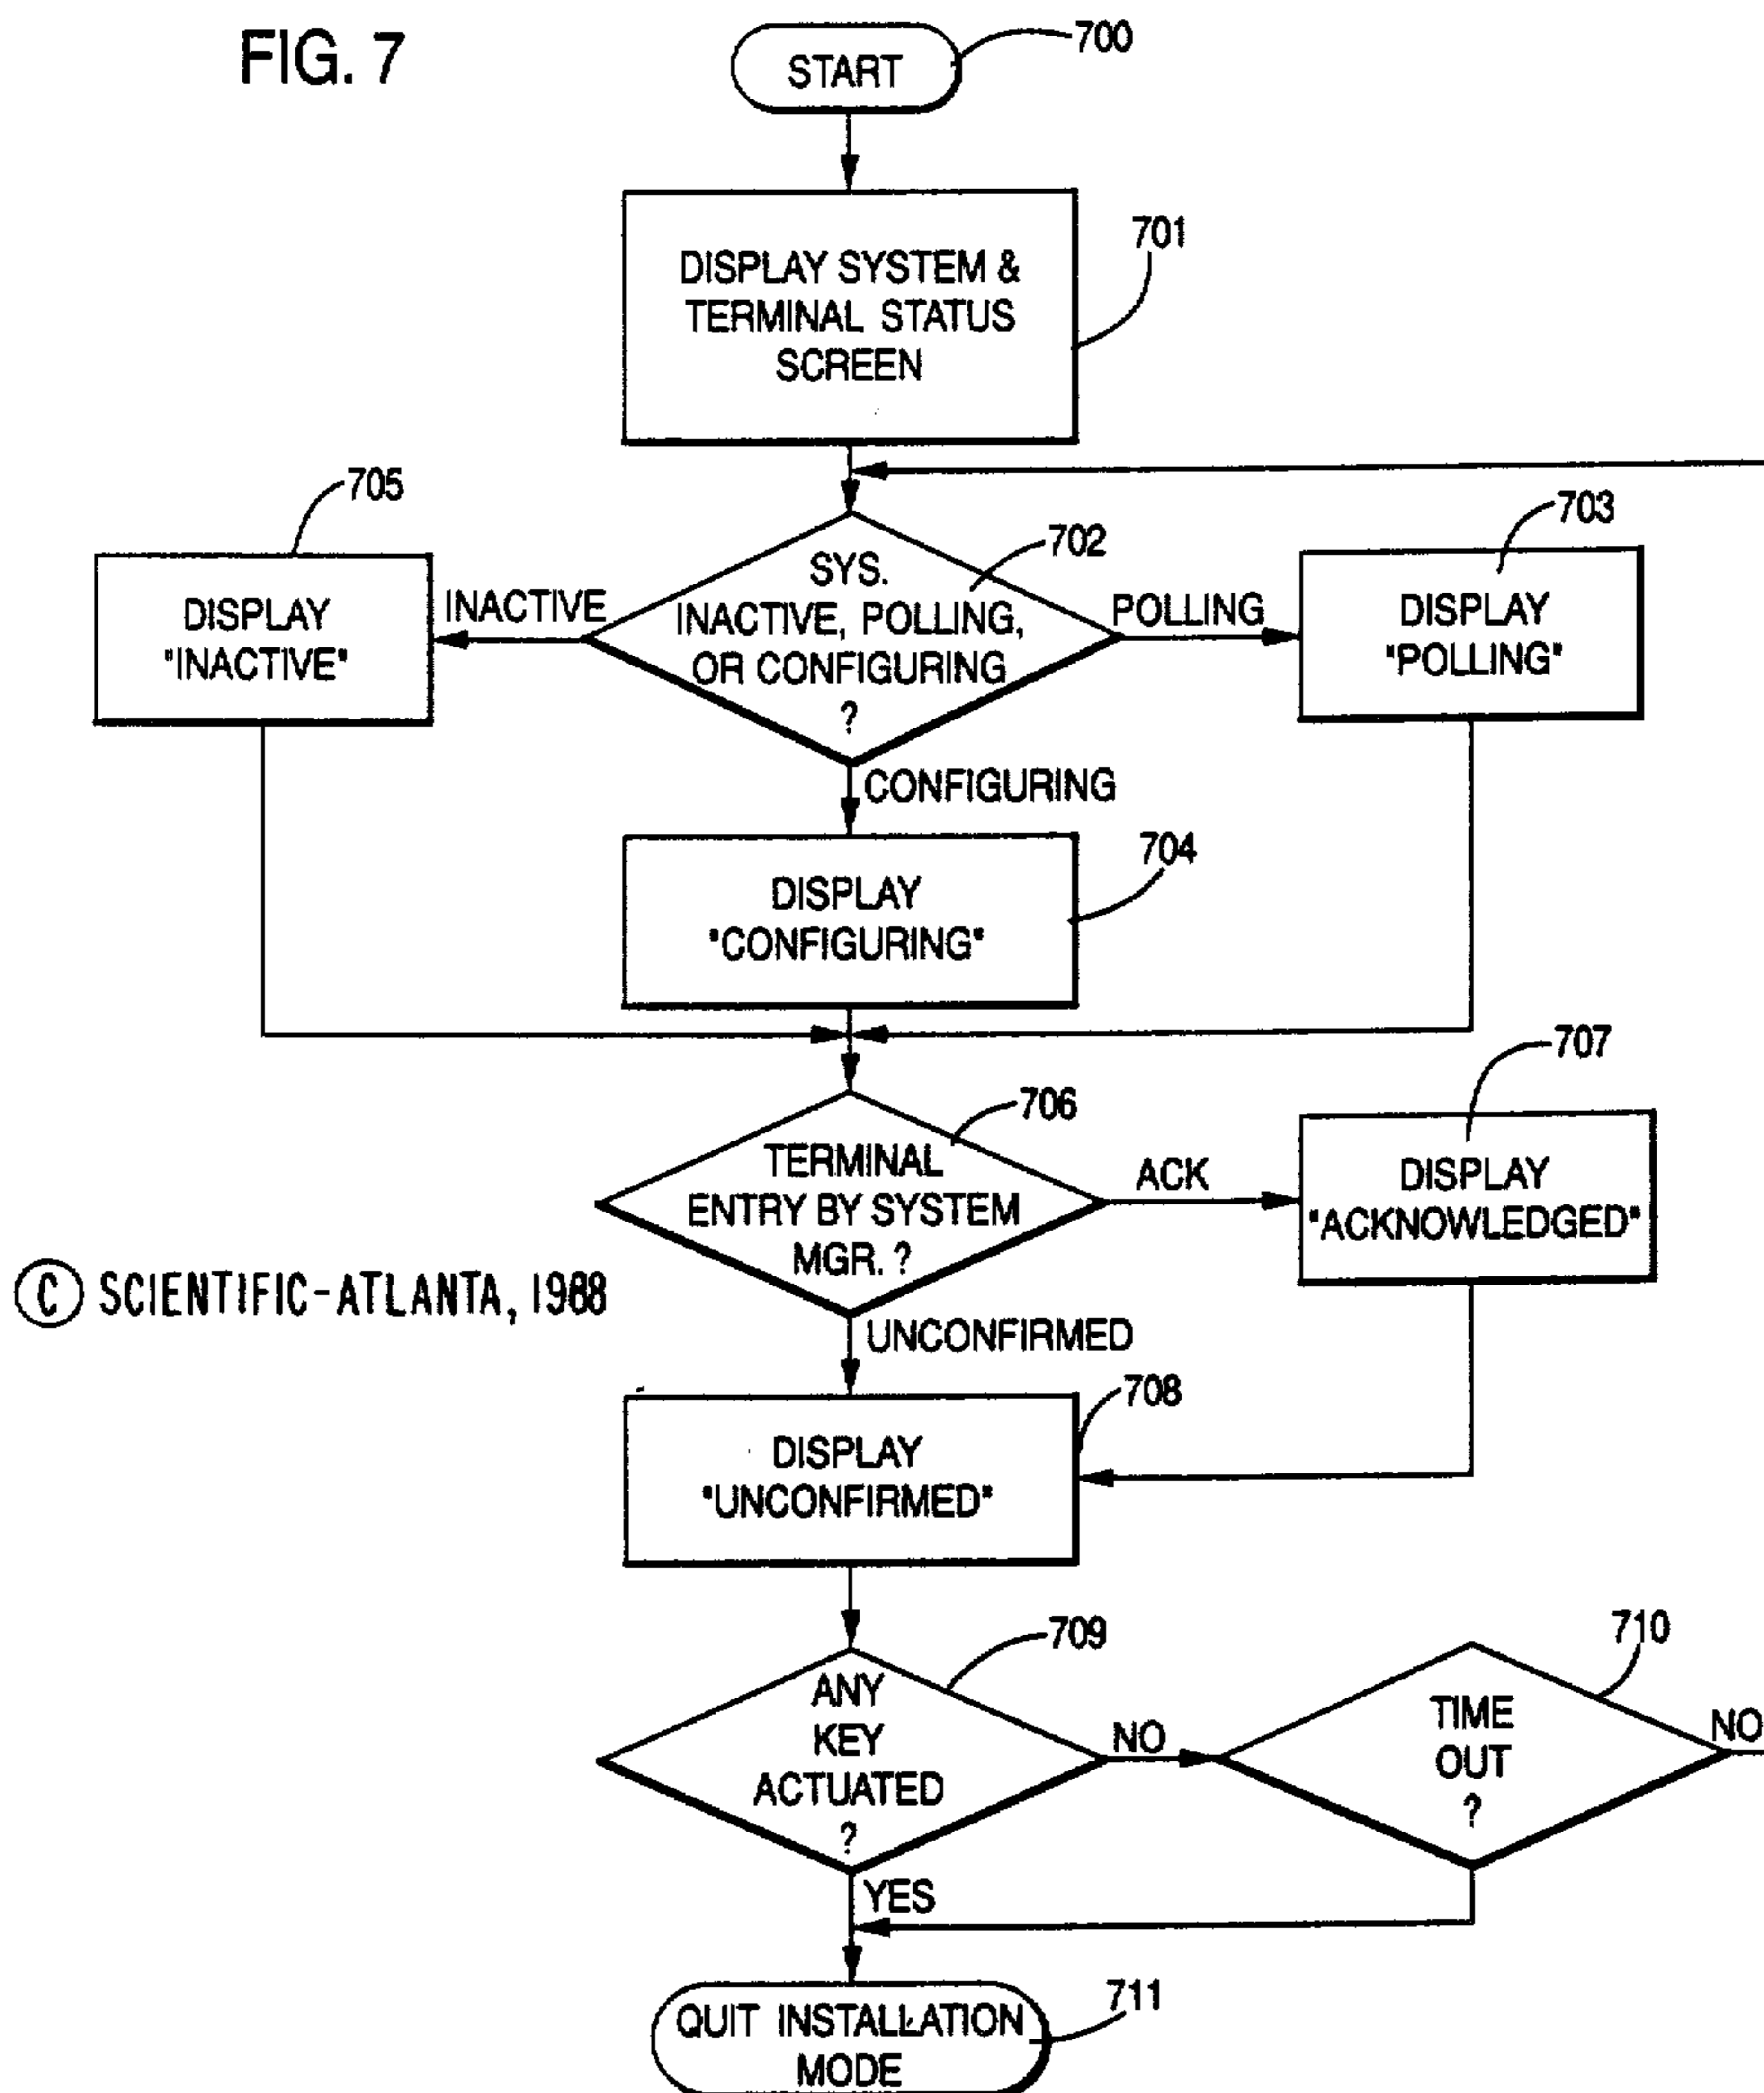 FIG. 7
START
700
DISPLAY SYSTEM &
TERMINAL STATUS
SCREEN
701
705
703
702
SYS.
INACTIVE, POLLING,
OR CONFIGURING
?
INACTIVE
POLLING
DISPLAY
"INACTIVE"
DISPLAY
"POLLING"
CONFIGURING
704
DISPLAY
"CONFIGURING"
707
706
TERMINAL
ENTRY BY SYSTEM
MGR. ?
ACK
DISPLAY
"ACKNOWLEDGED"
© SCIENTIFIC-ATLANTA, 1988
UNCONFIRMED
708
DISPLAY
"UNCONFIRMED"
709
710
ANY
KEY
ACTUATED
?
NO
TIME
OUT
?
NO
YES
711
QUIT INSTALLATION
MODE